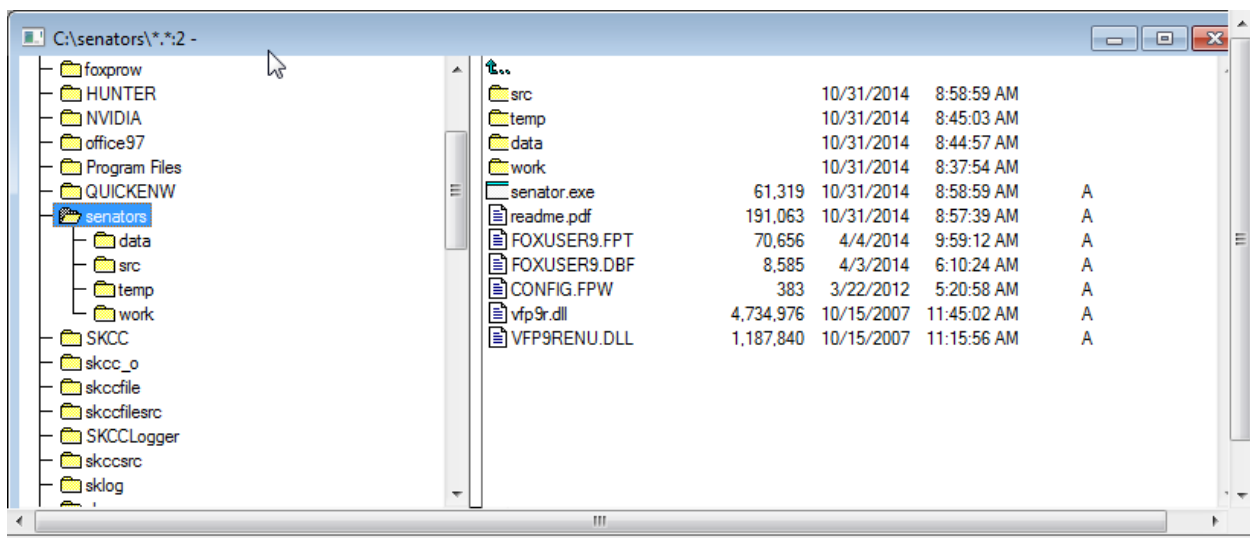 C:\senators\*.*:2 -
foxprow
HUNTER
NVIDIA
office97
Program Files
QUICKENW
senators
data
src
temp
work
SKCC
skcc_o
skccfile
skccfilesrc
SKCCLogger
skccsrc
sklog
..
src 10/31/2014 8:58:59 AM
temp 10/31/2014 8:45:03 AM
data 10/31/2014 8:44:57 AM
work 10/31/2014 8:37:54 AM
senator.exe 61,319 10/31/2014 8:58:59 AM A
readme.pdf 191,063 10/31/2014 8:57:39 AM A
FOXUSER9.FPT 70,656 4/4/2014 9:59:12 AM A
FOXUSER9.DBF 8,585 4/3/2014 6:10:24 AM A
CONFIG.FPW 383 3/22/2012 5:20:58 AM A
vfp9r.dll 4,734,976 10/15/2007 11:45:02 AM A
VFP9RENU.DLL 1,187,840 10/15/2007 11:15:56 AM A